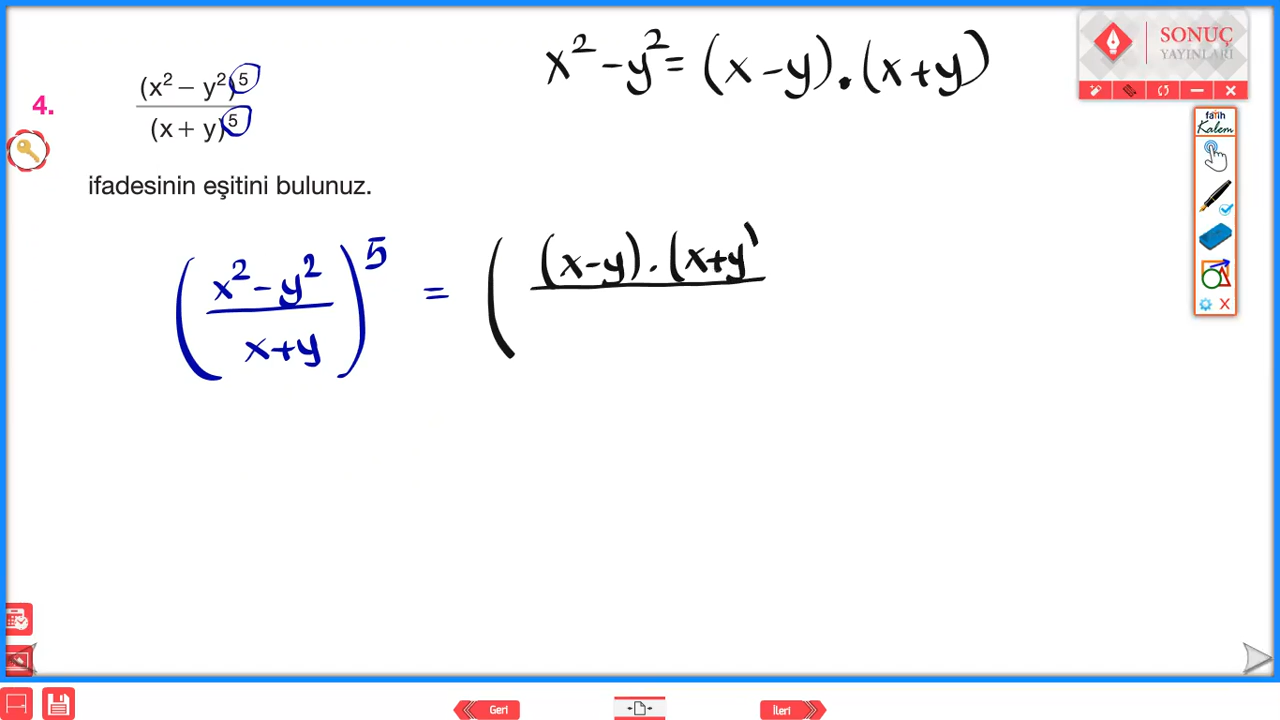 x² - y² = (x - y) . (x + y)
SONUÇ
YAYINLARI
4. (x² − y²)⁵
(x + y)⁵
fatih
Kalem
ifadesinin eşitini bulunuz.
(x² - y² / x+y)⁵ = ( (x-y) . (x+y)
Geri
İleri